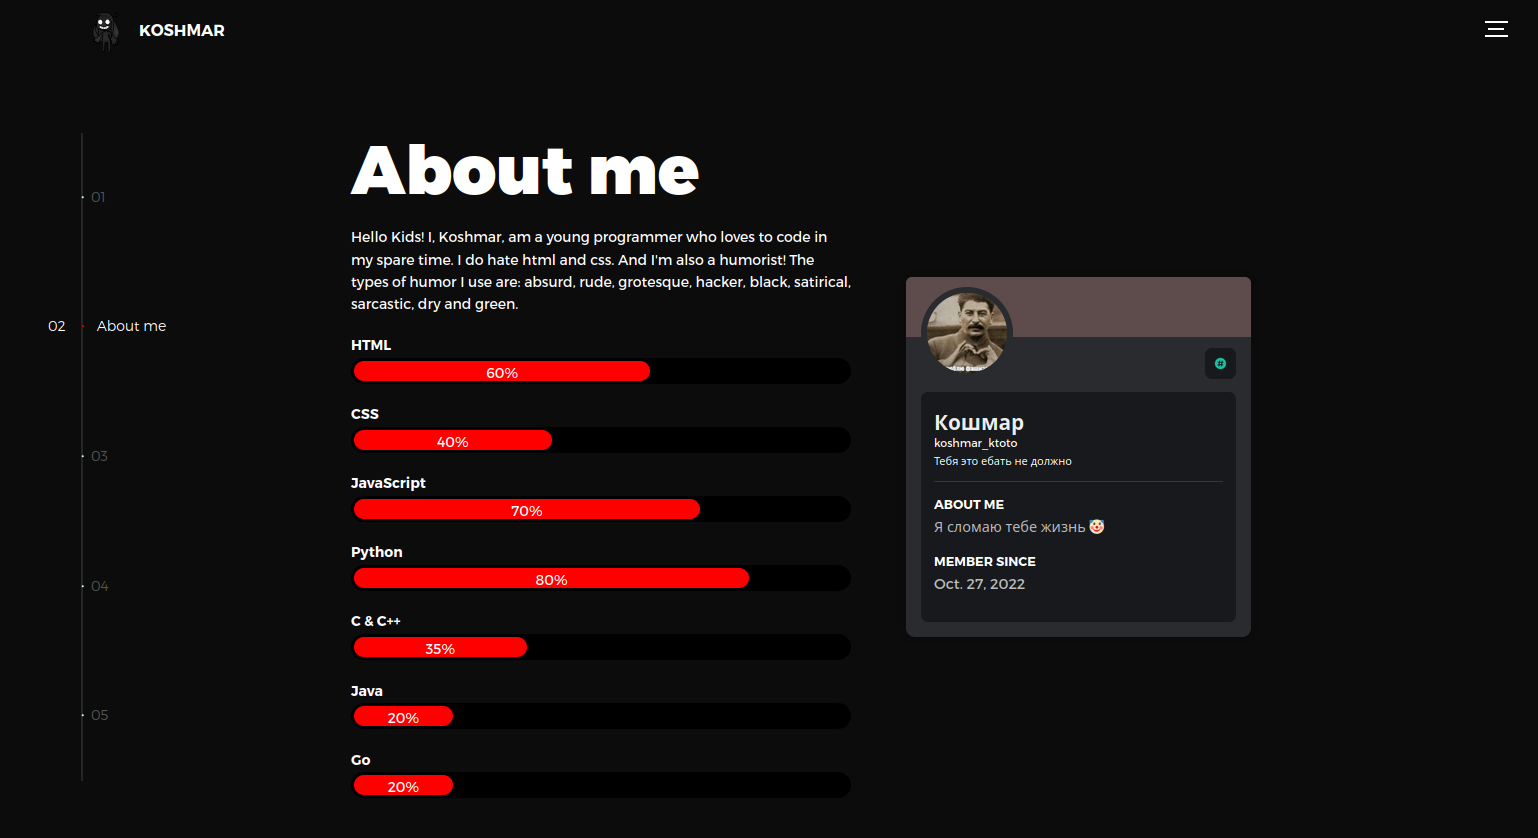 KOSHMAR
01
02 About me
03
04
05
About me
Hello Kids! I, Koshmar, am a young programmer who loves to code in
my spare time. I do hate html and css. And I'm also a humorist! The
types of humor I use are: absurd, rude, grotesque, hacker, black, satirical,
sarcastic, dry and green.
HTML
60%
CSS
40%
JavaScript
70%
Python
80%
C & C++
35%
Java
20%
Go
20%
Кошмар
koshmar_ktoto
Тебя это ебать не должно
ABOUT ME
Я сломаю тебе жизнь 🤡
MEMBER SINCE
Oct. 27, 2022